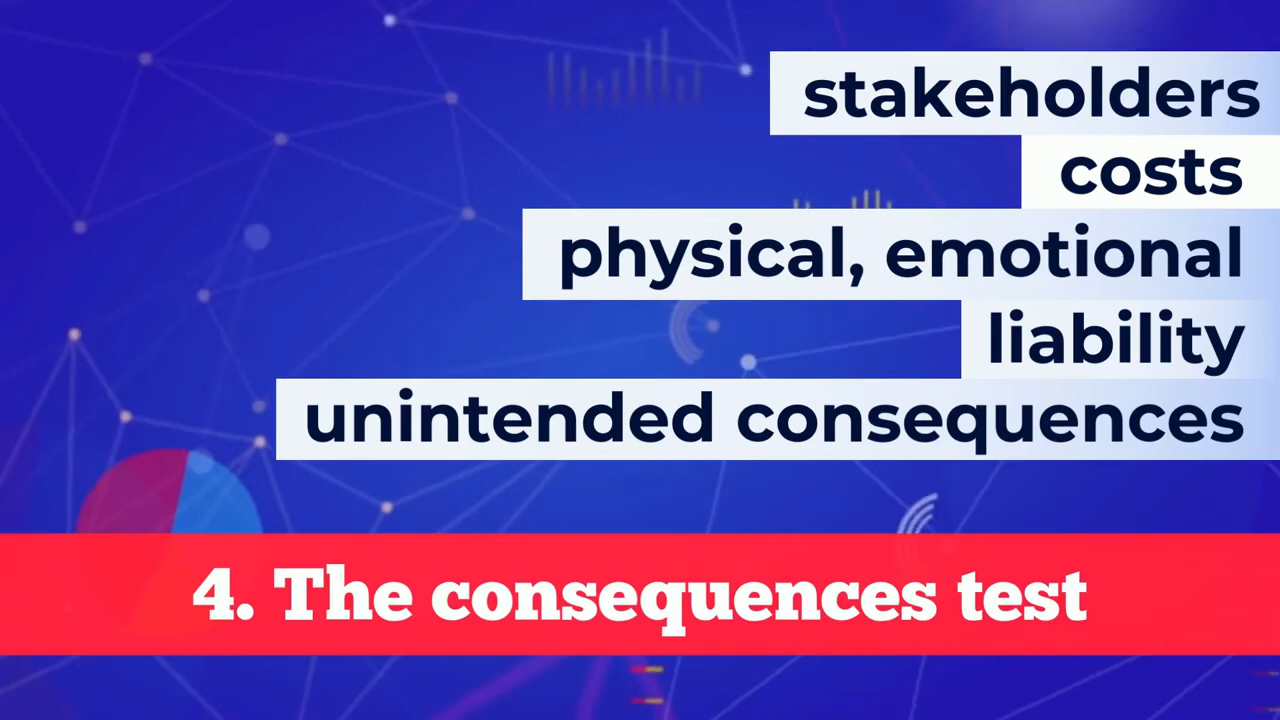 stakeholders
costs
physical, emotional
liability
unintended consequences
4. The consequences test